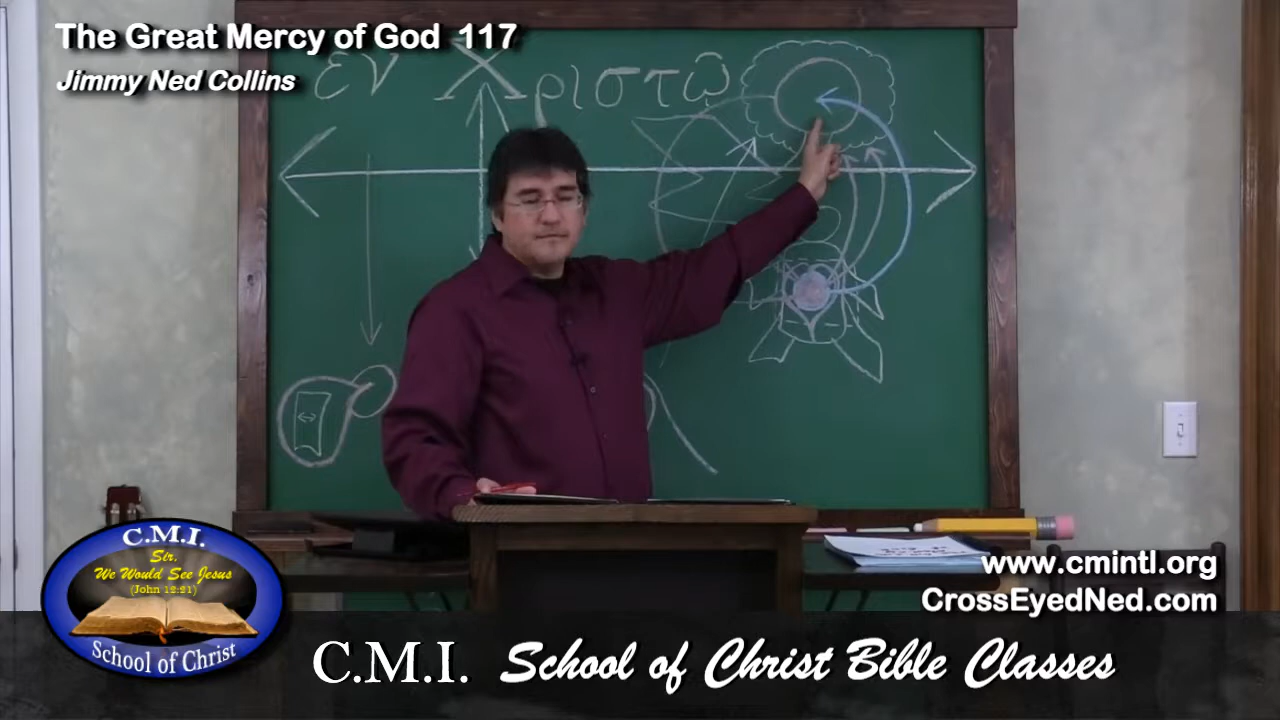 The Great Mercy of God 117
Jimmy Ned Collins
ἐν Χριστῷ
C.M.I.
Sir,
We Would See Jesus
(John 12:21)
School of Christ
www.cmintl.org
CrossEyedNed.com
C.M.I. School of Christ Bible Classes